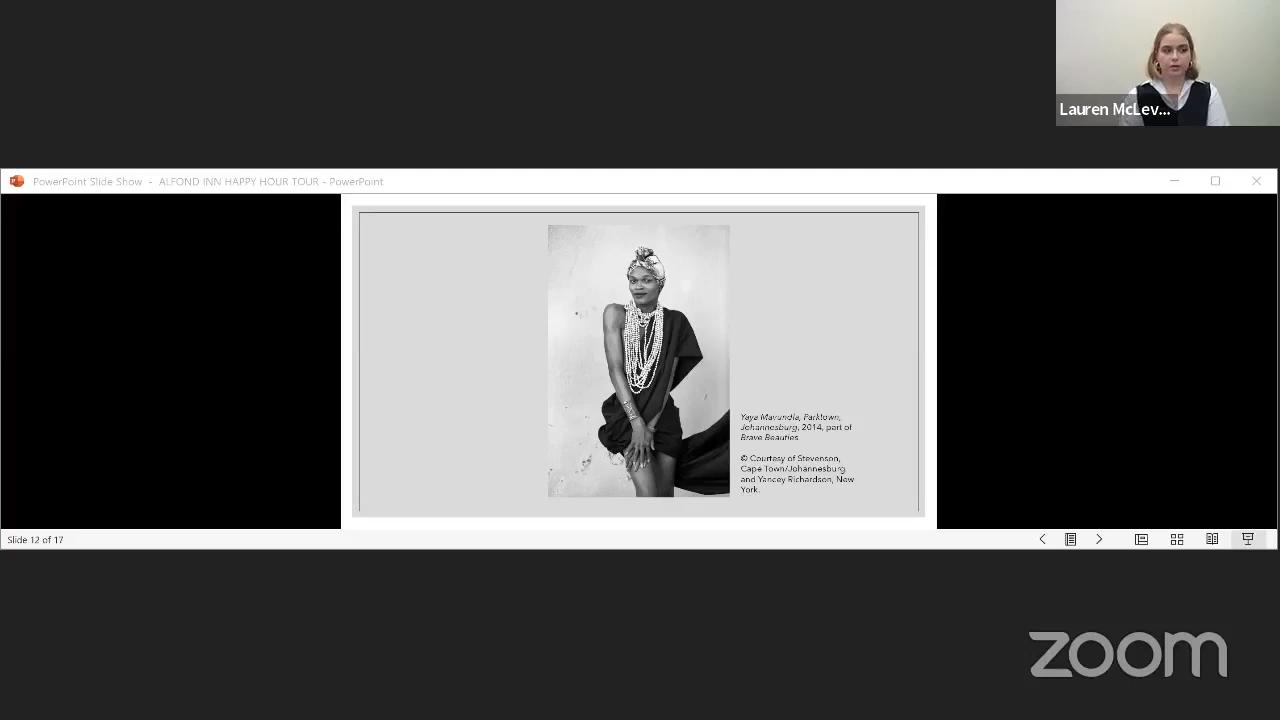 Lauren McLev...
PowerPoint Slide Show - ALFOND INN HAPPY HOUR TOUR - PowerPoint
Yaya Mavundla, Parktown,
Johannesburg, 2014, part of
Brave Beauties
© Courtesy of Stevenson,
Cape Town/Johannesburg
and Yancey Richardson, New
York.
Slide 12 of 17
zoom